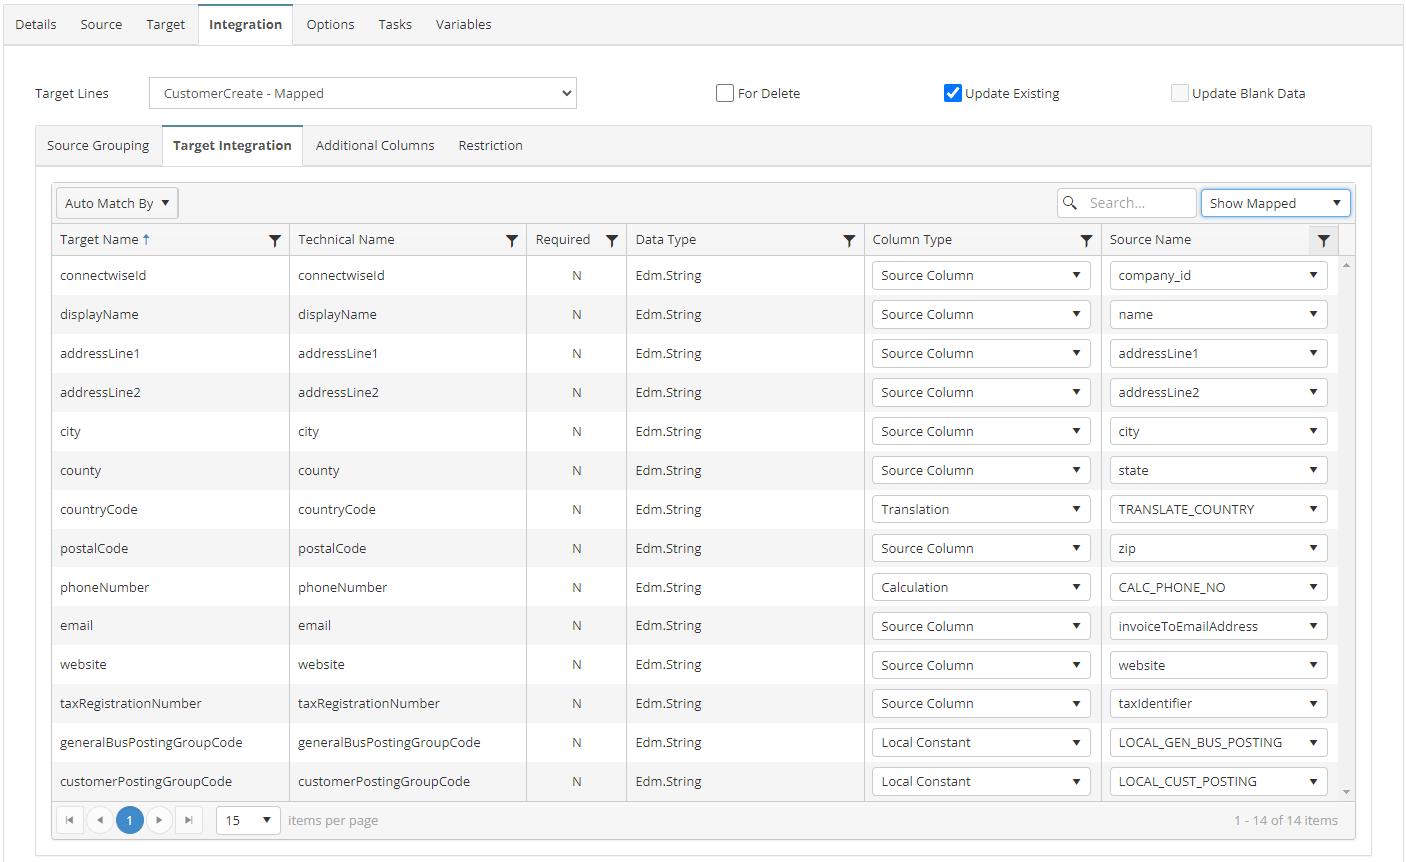 Details Source Target Integration Options Tasks Variables
Target Lines CustomerCreate - Mapped For Delete Update Existing Update Blank Data
Source Grouping Target Integration Additional Columns Restriction
Auto Match By Search... Show Mapped
Target Name Technical Name Required Data Type Column Type Source Name
connectwiseId connectwiseId N Edm.String Source Column company_id
displayName displayName N Edm.String Source Column name
addressLine1 addressLine1 N Edm.String Source Column addressLine1
addressLine2 addressLine2 N Edm.String Source Column addressLine2
city city N Edm.String Source Column city
county county N Edm.String Source Column state
countryCode countryCode N Edm.String Translation TRANSLATE_COUNTRY
postalCode postalCode N Edm.String Source Column zip
phoneNumber phoneNumber N Edm.String Calculation CALC_PHONE_NO
email email N Edm.String Source Column invoiceToEmailAddress
website website N Edm.String Source Column website
taxRegistrationNumber taxRegistrationNumber N Edm.String Source Column taxIdentifier
generalBusPostingGroupCode generalBusPostingGroupCode N Edm.String Local Constant LOCAL_GEN_BUS_POSTING
customerPostingGroupCode customerPostingGroupCode N Edm.String Local Constant LOCAL_CUST_POSTING
1 15 items per page 1 - 14 of 14 items